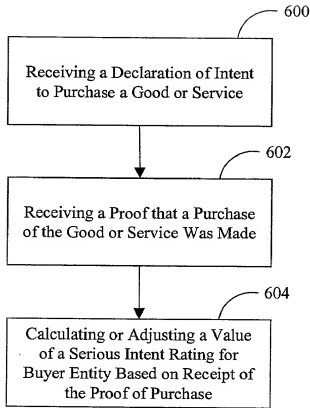 600
Receiving a Declaration of Intent
to Purchase a Good or Service
602
Receiving a Proof that a Purchase
of the Good or Service Was Made
604
Calculating or Adjusting a Value
of a Serious Intent Rating for
Buyer Entity Based on Receipt of
the Proof of Purchase